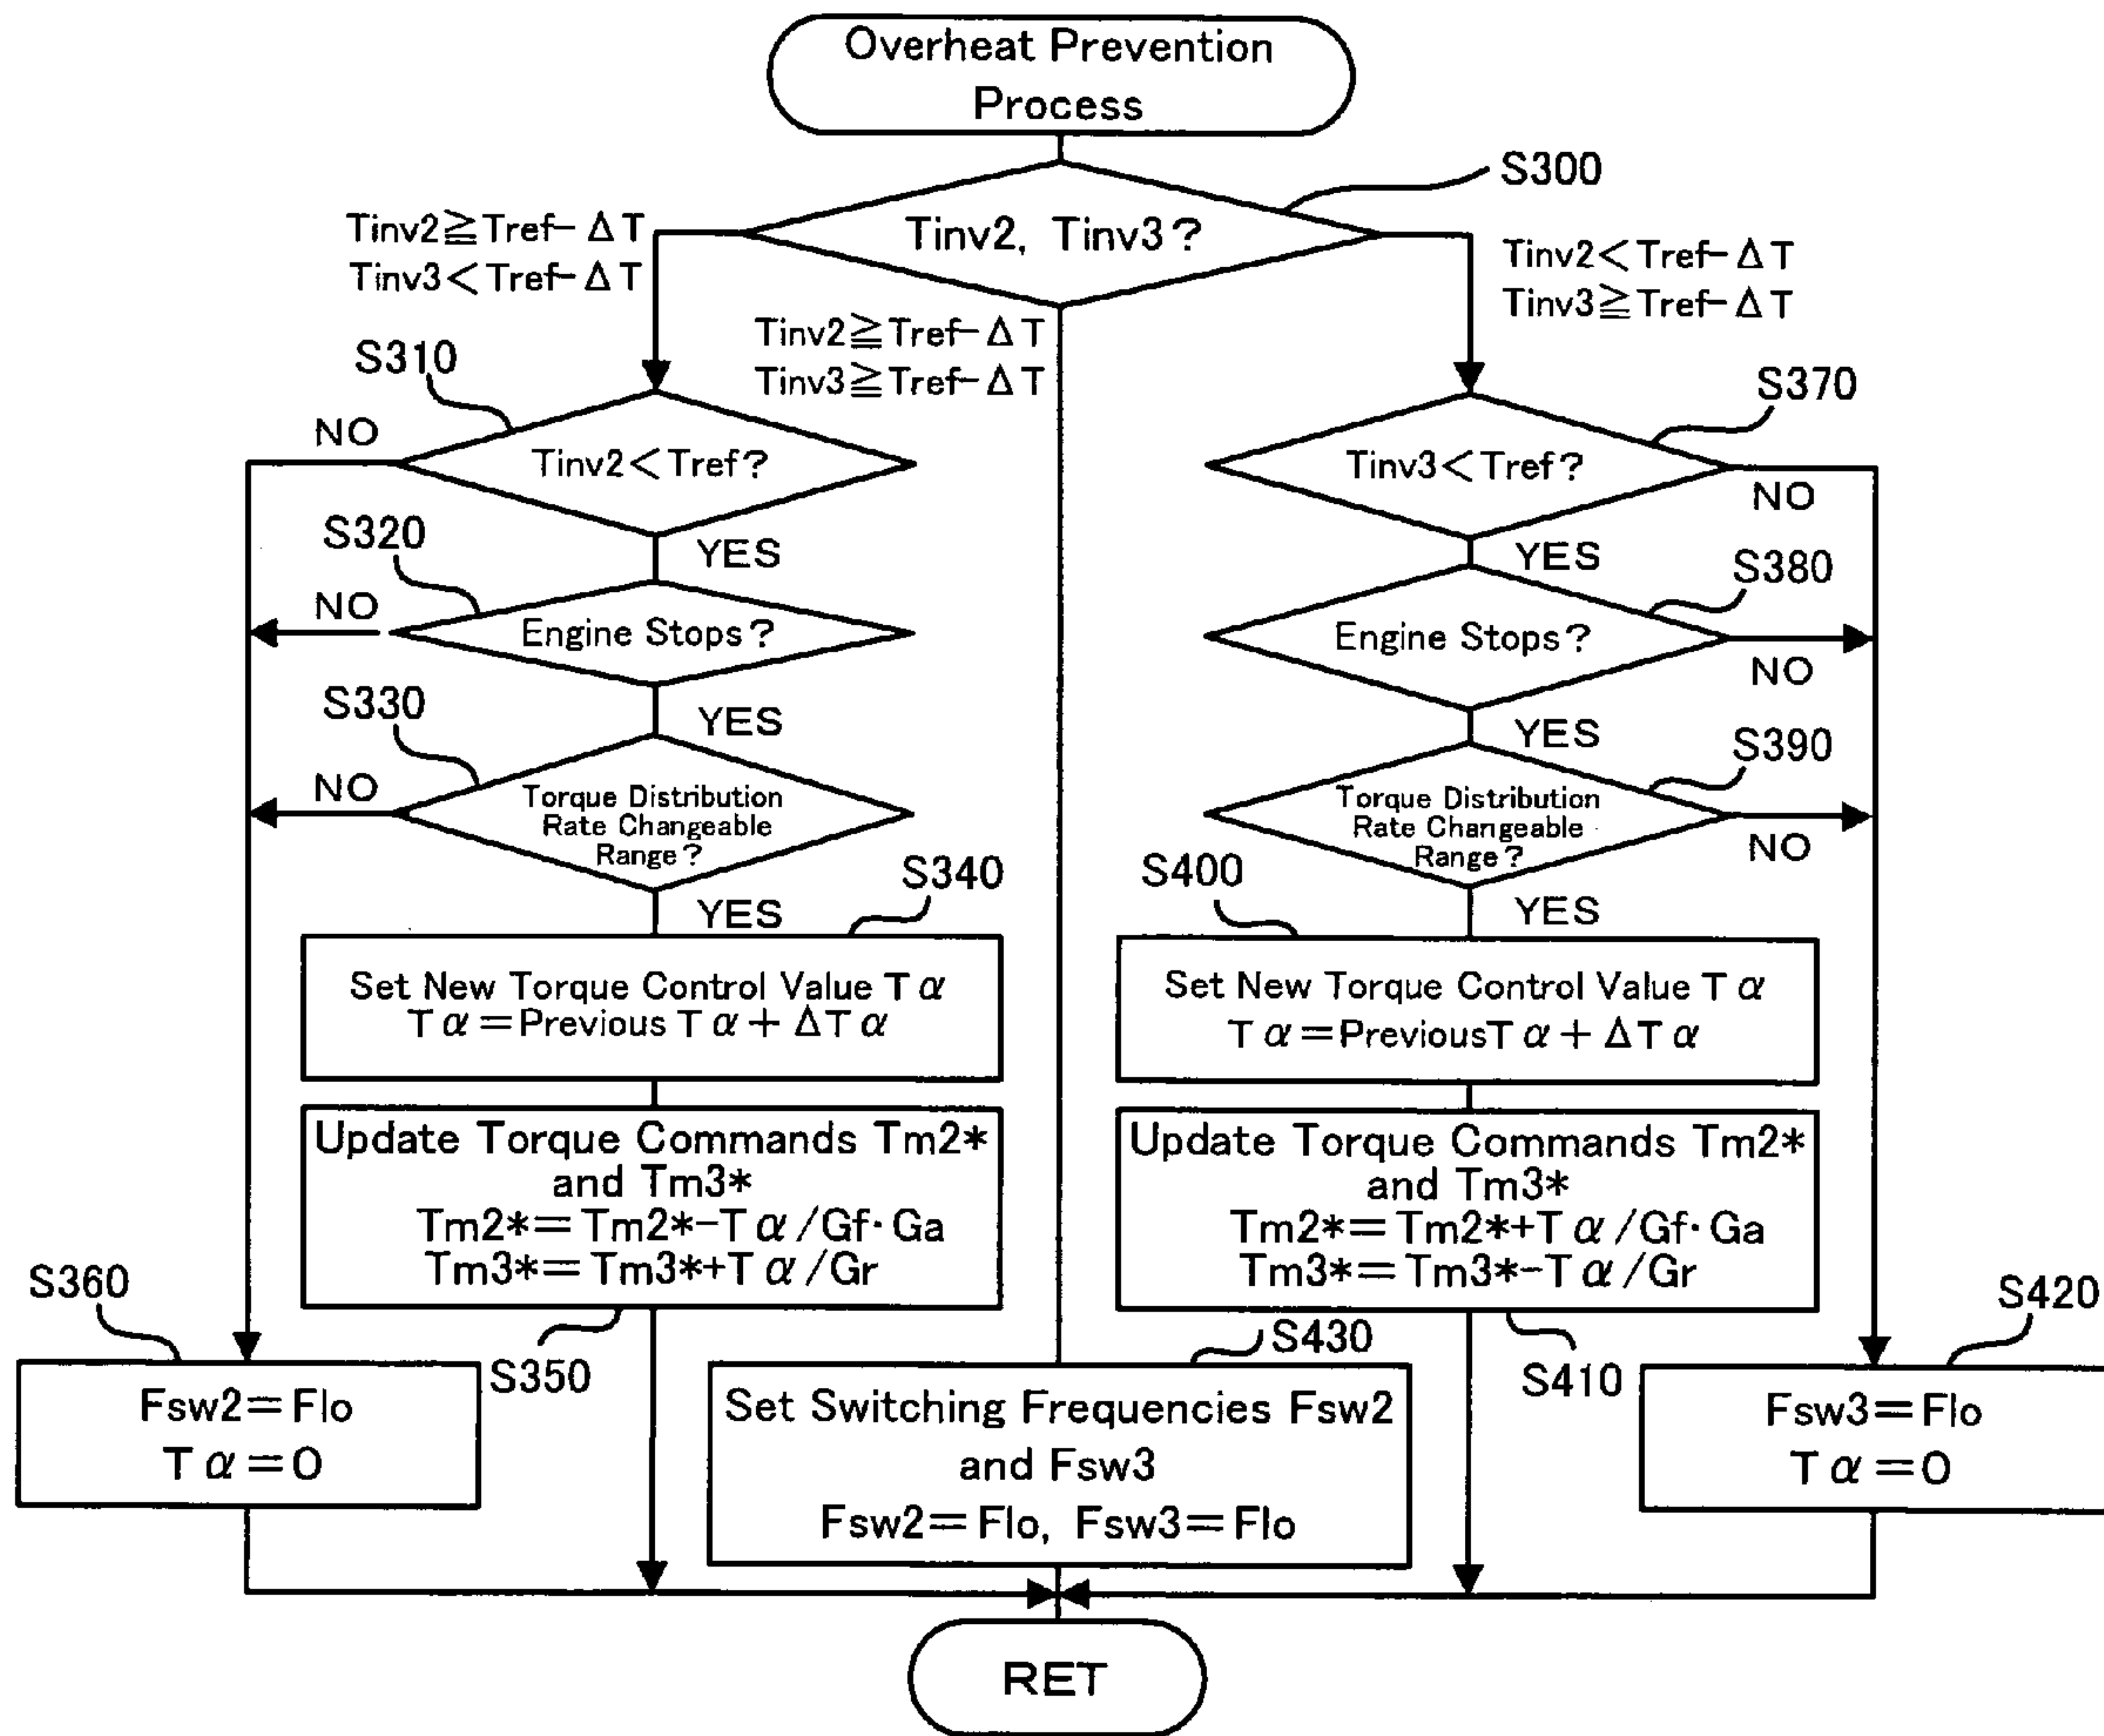 Overheat Prevention
Process
S300
Tinv2, Tinv3?
Tinv2≧Tref-ΔT
Tinv3<Tref-ΔT
Tinv2≧Tref-ΔT
Tinv3≧Tref-ΔT
Tinv2<Tref-ΔT
Tinv3≧Tref-ΔT
S310
NO
Tinv2<Tref?
YES
S320
NO
Engine Stops?
YES
S330
NO
Torque Distribution
Rate Changeable
Range?
YES
S340
Set New Torque Control Value Tα
Tα=Previous Tα+ΔTα
Update Torque Commands Tm2*
and Tm3*
Tm2*=Tm2*-Tα/Gf·Ga
Tm3*=Tm3*+Tα/Gr
S350
S360
Fsw2=Flo
Tα=0
S370
Tinv3<Tref?
NO
YES
S380
Engine Stops?
NO
YES
S390
Torque Distribution
Rate Changeable
Range?
NO
YES
S400
Set New Torque Control Value Tα
Tα=PreviousTα+ΔTα
Update Torque Commands Tm2*
and Tm3*
Tm2*=Tm2*+Tα/Gf·Ga
Tm3*=Tm3*-Tα/Gr
S410
S420
Fsw3=Flo
Tα=0
S430
Set Switching Frequencies Fsw2
and Fsw3
Fsw2=Flo, Fsw3=Flo
RET